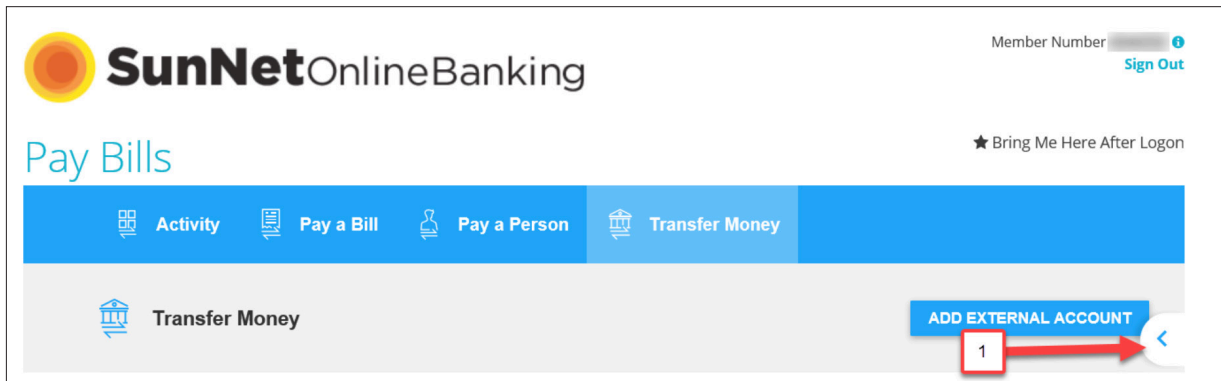 SunNetOnlineBanking
Member Number
Sign Out
Pay Bills
Bring Me Here After Logon
Activity
Pay a Bill
Pay a Person
Transfer Money
Transfer Money
ADD EXTERNAL ACCOUNT
1